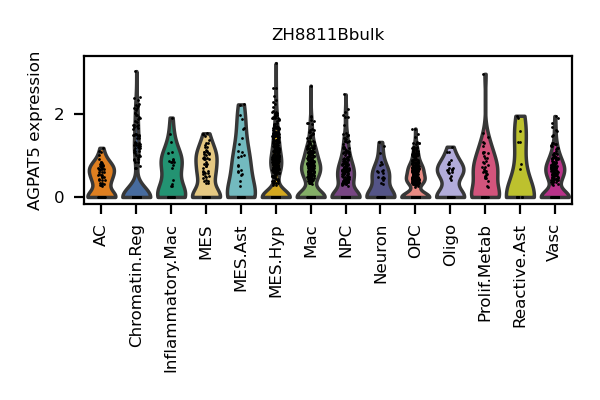 ZH8811Bbulk
AGPAT5 expression
2
0
AC
Chromatin.Reg
Inflammatory.Mac
MES
MES.Ast
MES.Hyp
Mac
NPC
Neuron
OPC
Oligo
Prolif.Metab
Reactive.Ast
Vasc